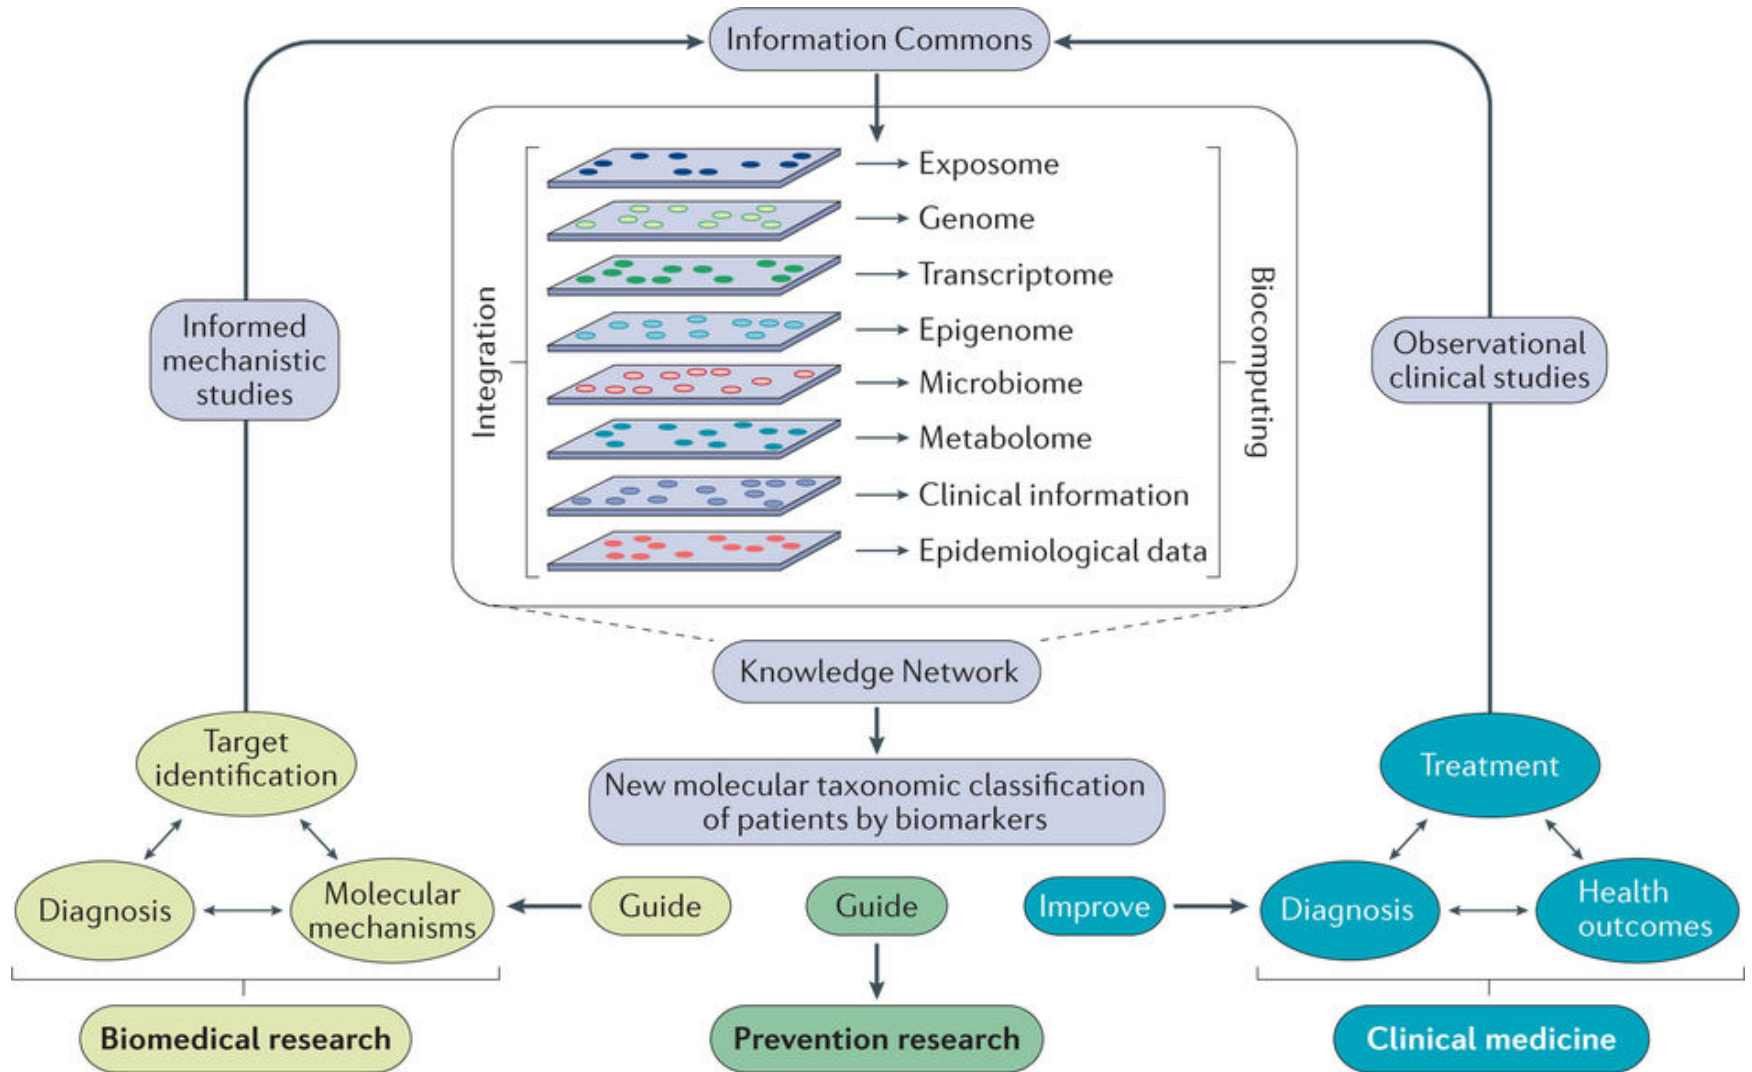 Information Commons
Exposome
Genome
Transcriptome
Epigenome
Microbiome
Metabolome
Clinical information
Epidemiological data
Integration
Biocomputing
Informed
mechanistic
studies
Observational
clinical studies
Knowledge Network
New molecular taxonomic classification
of patients by biomarkers
Target
identification
Diagnosis
Molecular
mechanisms
Guide
Guide
Improve
Treatment
Diagnosis
Health
outcomes
Biomedical research
Prevention research
Clinical medicine